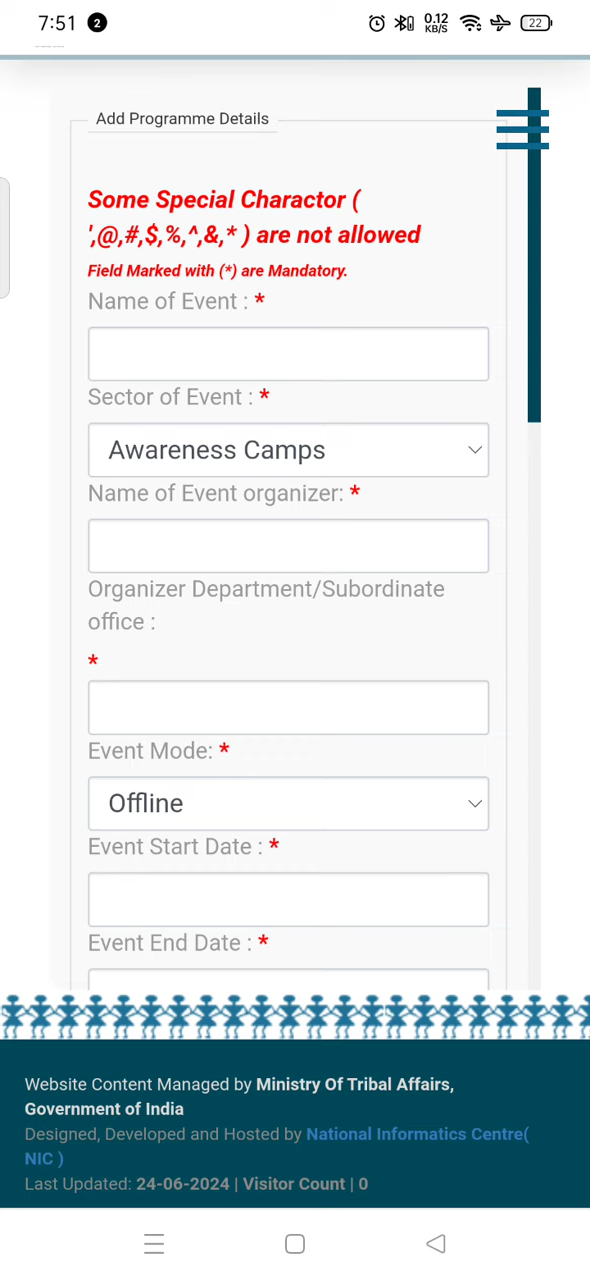 7:51 2 0.12 KB/S 22
Add Programme Details
Some Special Charactor (
',@,#,$,%,^,&,* ) are not allowed
Field Marked with (*) are Mandatory.
Name of Event : *
Sector of Event : *
Awareness Camps
Name of Event organizer: *
Organizer Department/Subordinate
office :
*
Event Mode: *
Offline
Event Start Date : *
Event End Date : *
Website Content Managed by Ministry Of Tribal Affairs,
Government of India
Designed, Developed and Hosted by National Informatics Centre(
NIC )
Last Updated: 24-06-2024 | Visitor Count | 0